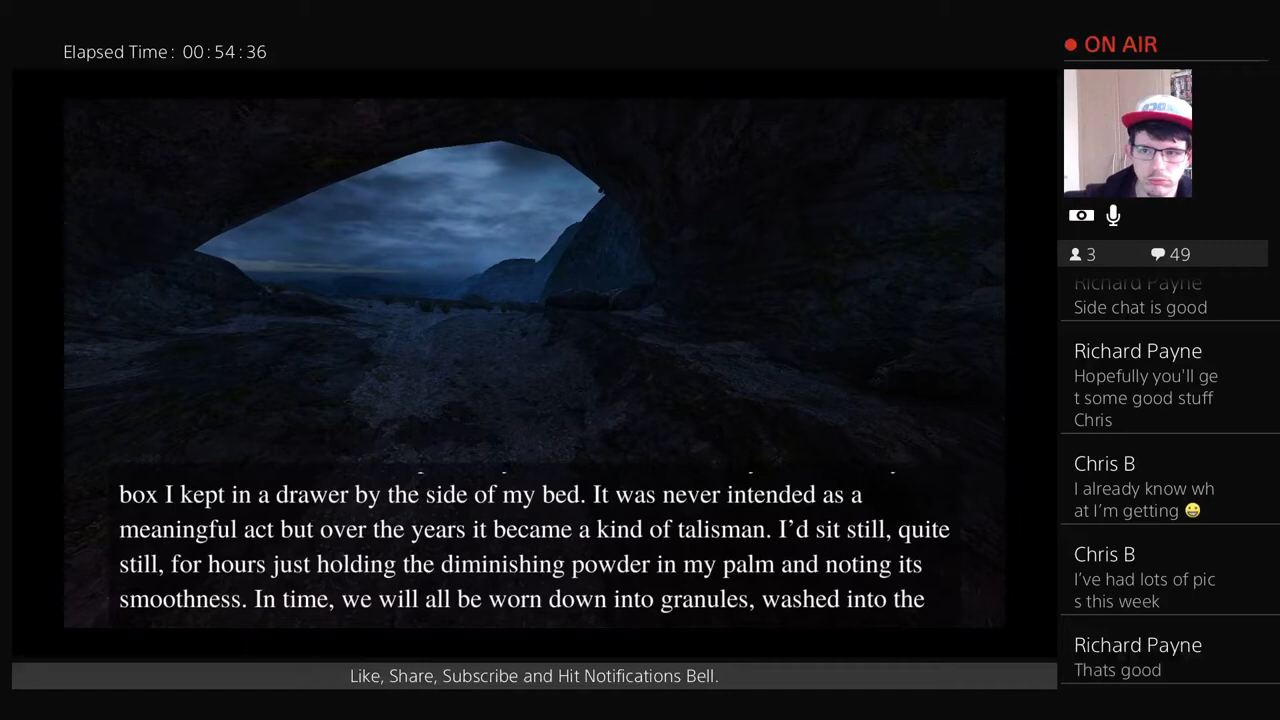 Elapsed Time: 00:54:36
ON AIR
3
49
Richard Payne
Side chat is good
Richard Payne
Hopefully you'll ge
t some good stuff
Chris
Chris B
I already know wh
at I'm getting 😀
Chris B
I've had lots of pic
s this week
Richard Payne
Thats good
box I kept in a drawer by the side of my bed. It was never intended as a
meaningful act but over the years it became a kind of talisman. I'd sit still, quite
still, for hours just holding the diminishing powder in my palm and noting its
smoothness. In time, we will all be worn down into granules, washed into the
Like, Share, Subscribe and Hit Notifications Bell.